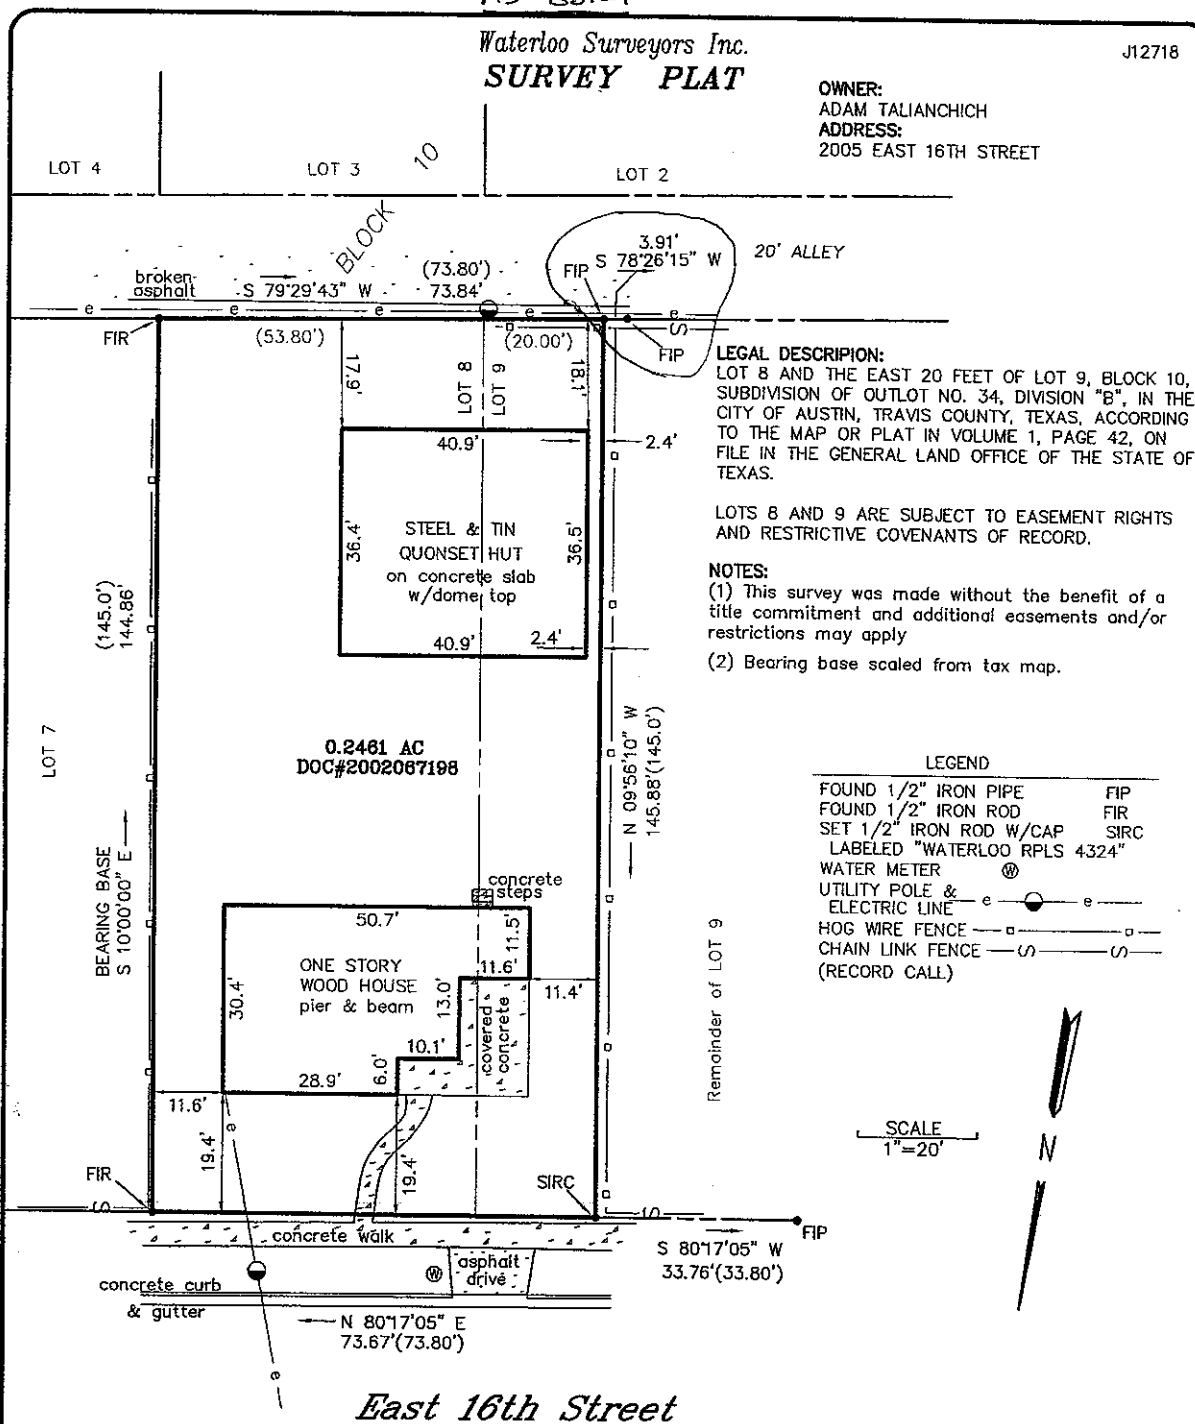 Waterloo Surveyors Inc.
SURVEY PLAT
J12718
OWNER:
ADAM TALIANCHICH
ADDRESS:
2005 EAST 16TH STREET
LOT 4
LOT 3
10
LOT 2
BLOCK
3.91'
S 78°26'15" W
20' ALLEY
FIP
broken
asphalt
S 79°29'43" W
(73.80')
73.84'
e e e e e
FIR
(53.80')
(20.00')
FIP
17.9'
LOT 8
LOT 9
18.1'
40.9'
2.4'
36.4'
STEEL & TIN
QUONSET HUT
on concrete slab
w/dome top
36.5'
40.9'
2.4'
LEGAL DESCRIPION:
LOT 8 AND THE EAST 20 FEET OF LOT 9, BLOCK 10,
SUBDIVISION OF OUTLOT NO. 34, DIVISION "B", IN THE
CITY OF AUSTIN, TRAVIS COUNTY, TEXAS, ACCORDING
TO THE MAP OR PLAT IN VOLUME 1, PAGE 42, ON
FILE IN THE GENERAL LAND OFFICE OF THE STATE OF
TEXAS.
LOTS 8 AND 9 ARE SUBJECT TO EASEMENT RIGHTS
AND RESTRICTIVE COVENANTS OF RECORD.
NOTES:
(1) This survey was made without the benefit of a
title commitment and additional easements and/or
restrictions may apply
(2) Bearing base scaled from tax map.
(145.0')
144.86'
LOT 7
0.2461 AC
DOC#2002067198
N 09°56'10" W
145.88'(145.0')
BEARING BASE
S 10°00'00" E
LEGEND
FOUND 1/2" IRON PIPE FIP
FOUND 1/2" IRON ROD FIR
SET 1/2" IRON ROD W/CAP SIRC
LABELED "WATERLOO RPLS 4324"
WATER METER W
UTILITY POLE &
ELECTRIC LINE e e
HOG WIRE FENCE
CHAIN LINK FENCE
(RECORD CALL)
concrete
steps
50.7'
11.5'
ONE STORY
WOOD HOUSE
pier & beam
30.4'
11.6'
13.0'
11.4'
covered
concrete
10.1'
6.0'
28.9'
Remainder of LOT 9
11.6'
19.4'
e
19.4'
FIR
SIRC
SCALE
1"=20'
N
FIP
concrete walk
S 80°17'05" W
33.76'(33.80')
asphalt
drive
W
concrete curb
& gutter
N 80°17'05" E
73.67'(73.80')
e
East 16th Street